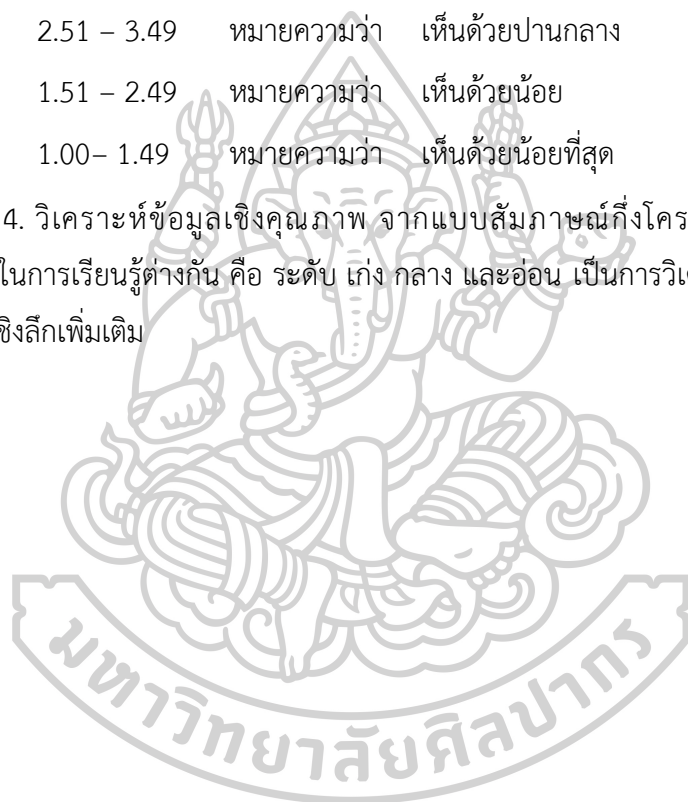 2.51 – 3.49 หมายความว่า เห็นด้วยปานกลาง
1.51 – 2.49 หมายความว่า เห็นด้วยน้อย
1.00– 1.49 หมายความว่า เห็นด้วยน้อยที่สุด
4. วิเคราะห์ข้อมูลเชิงคุณภาพ จากแบบสัมภาษณ์กึ่งโคร
ในการเรียนรู้ต่างกัน คือ ระดับ เก่ง กลาง และอ่อน เป็นการวิเ
ชิงลึกเพิ่มเติม
มหาวิทยาลัยศิลปากร